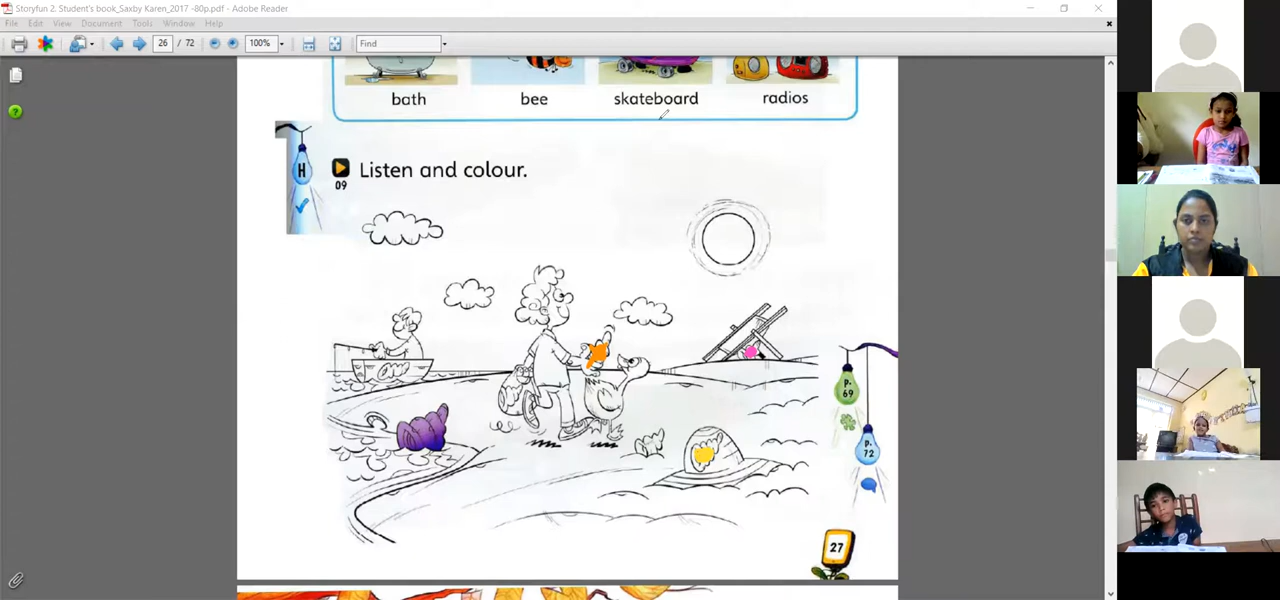 Storyfun 2. Student's book_Saxby Karen_2017 -80p.pdf - Adobe Reader
File Edit View Document Tools Window Help
26 / 72 100% Find
bath bee skateboard radios
H Listen and colour.
09
p.
69
p.
72
27